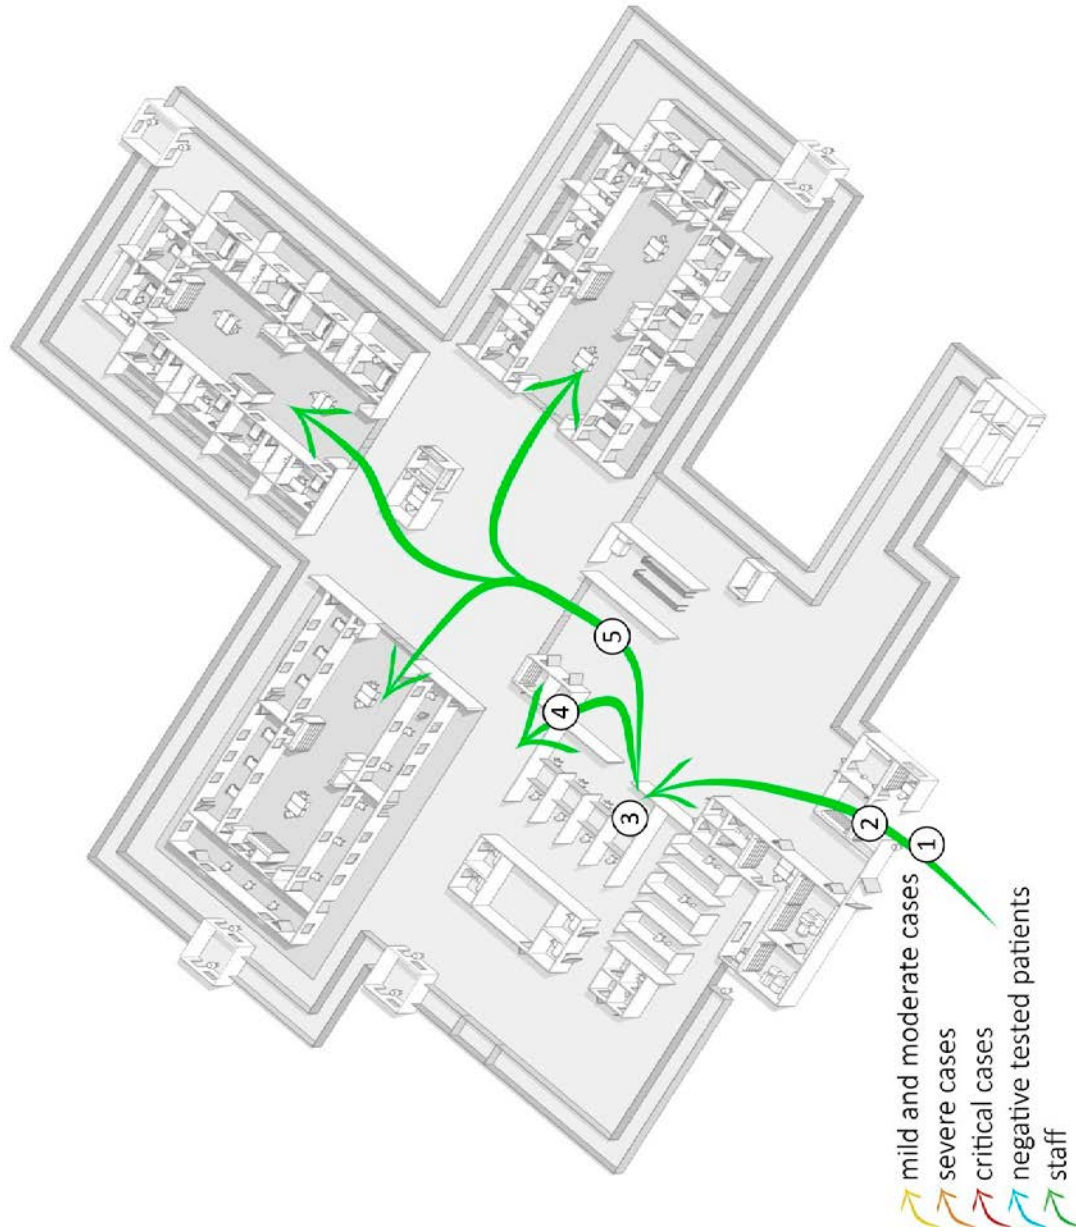 1
2
3
4
5
mild and moderate cases
severe cases
critical cases
negative tested patients
staff